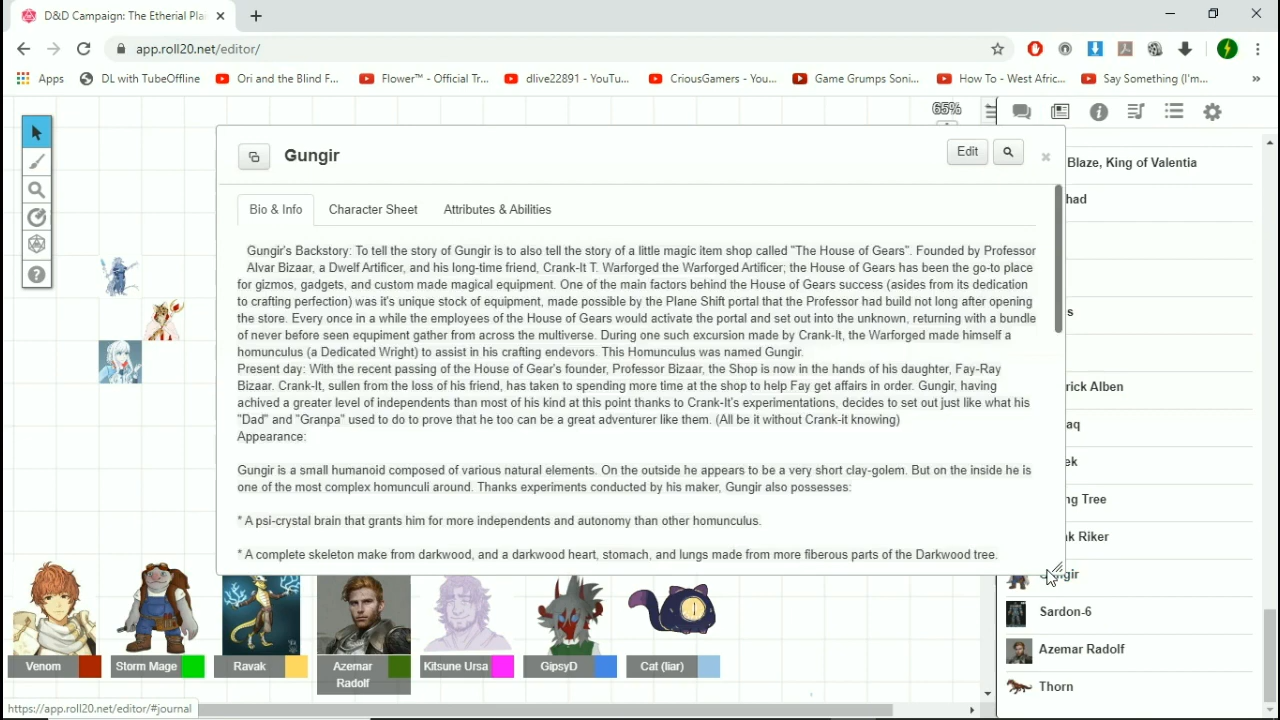 D&D Campaign: The Etherial Pla
app.roll20.net/editor/
Apps
DL with TubeOffline
Ori and the Blind F...
Flower™ - Official Tr...
dlive22891 - YouTu...
CriousGamers - You...
Game Grumps Soni...
How To - West Afric...
Say Something (I'm...
»
65%
Gungir
Edit
Bio & Info
Character Sheet
Attributes & Abilities
Gungir's Backstory: To tell the story of Gungir is to also tell the story of a little magic item shop called "The House of Gears". Founded by Professor
Alvar Bizaar, a Dwelf Artificer, and his long-time friend, Crank-It T. Warforged the Warforged Artificer; the House of Gears has been the go-to place
for gizmos, gadgets, and custom made magical equipment. One of the main factors behind the House of Gears success (asides from its dedication
to crafting perfection) was it's unique stock of equipment, made possible by the Plane Shift portal that the Professor had build not long after opening
the store. Every once in a while the employees of the House of Gears would activate the portal and set out into the unknown, returning with a bundle
of never before seen equpiment gather from across the multiverse. During one such excursion made by Crank-It, the Warforged made himself a
homunculus (a Dedicated Wright) to assist in his crafting endevors. This Homunculus was named Gungir.
Present day: With the recent passing of the House of Gear's founder, Professor Bizaar, the Shop is now in the hands of his daughter, Fay-Ray
Bizaar. Crank-It, sullen from the loss of his friend, has taken to spending more time at the shop to help Fay get affairs in order. Gungir, having
achived a greater level of independents than most of his kind at this point thanks to Crank-It's experimentations, decides to set out just like what his
"Dad" and "Granpa" used to do to prove that he too can be a great adventurer like them. (All be it without Crank-it knowing)
Appearance:
Gungir is a small humanoid composed of various natural elements. On the outside he appears to be a very short clay-golem. But on the inside he is
one of the most complex homunculi around. Thanks experiments conducted by his maker, Gungir also possesses:
* A psi-crystal brain that grants him for more independents and autonomy than other homunculus.
* A complete skeleton make from darkwood, and a darkwood heart, stomach, and lungs made from more fiberous parts of the Darkwood tree.
Blaze, King of Valentia
had
s
rick Alben
aq
ek
ng Tree
k Riker
Gungir
Sardon-6
Azemar Radolf
Thorn
Venom
Storm Mage
Ravak
Azemar
Radolf
Kitsune Ursa
GipsyD
Cat (liar)
https://app.roll20.net/editor/#journal